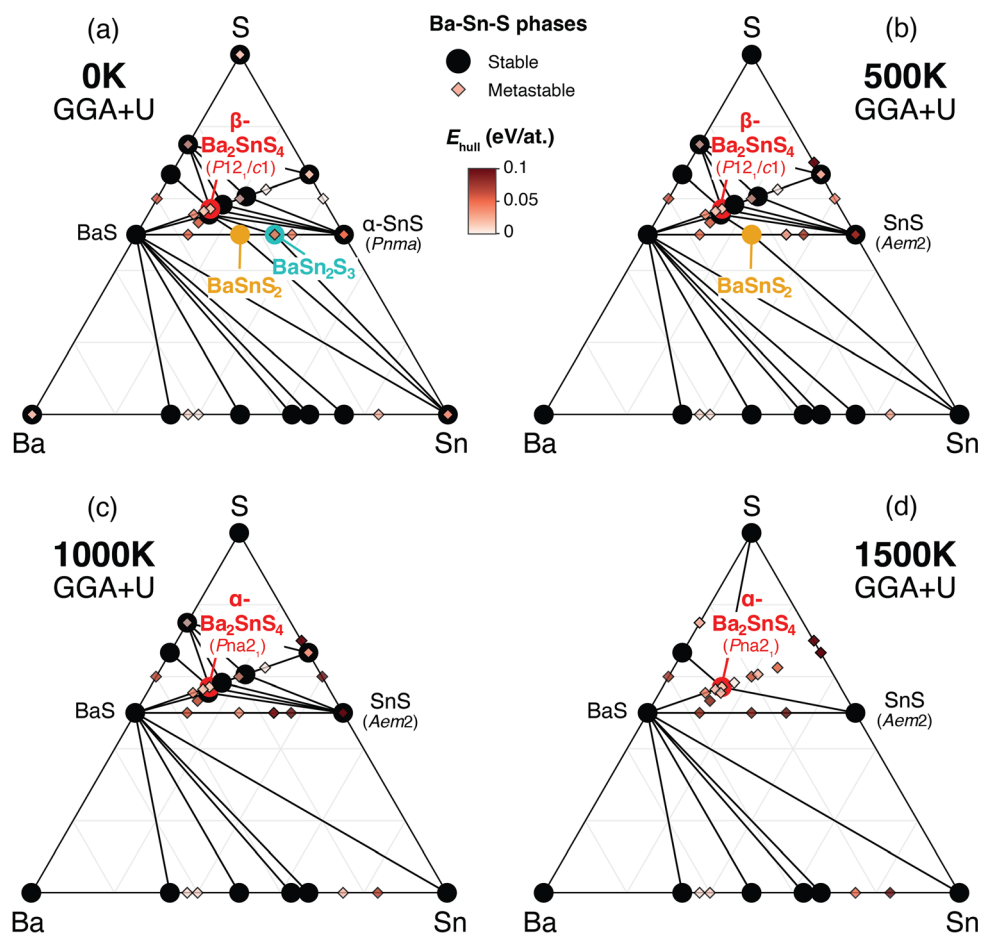 (a)
S
0K
GGA+U
β-
Ba₂SnS₄
(P12₁/c1)
BaS
α-SnS
(Pnma)
BaSn₂S₃
BaSnS₂
Ba
Sn
Ba-Sn-S phases
Stable
Metastable
E_hull (eV/at.)
0.1
0.05
0
(b)
S
500K
GGA+U
β-
Ba₂SnS₄
(P12₁/c1)
BaS
SnS
(Aem2)
BaSnS₂
Ba
Sn
(c)
S
1000K
GGA+U
α-
Ba₂SnS₄
(Pna2₁)
BaS
SnS
(Aem2)
Ba
Sn
(d)
S
1500K
GGA+U
α-
Ba₂SnS₄
(Pna2₁)
BaS
SnS
(Aem2)
Ba
Sn